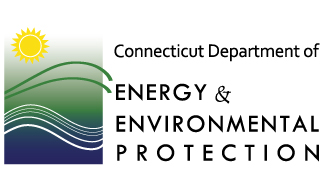 Connecticut Department of
ENERGY &
ENVIRONMENTAL
PROTECTION